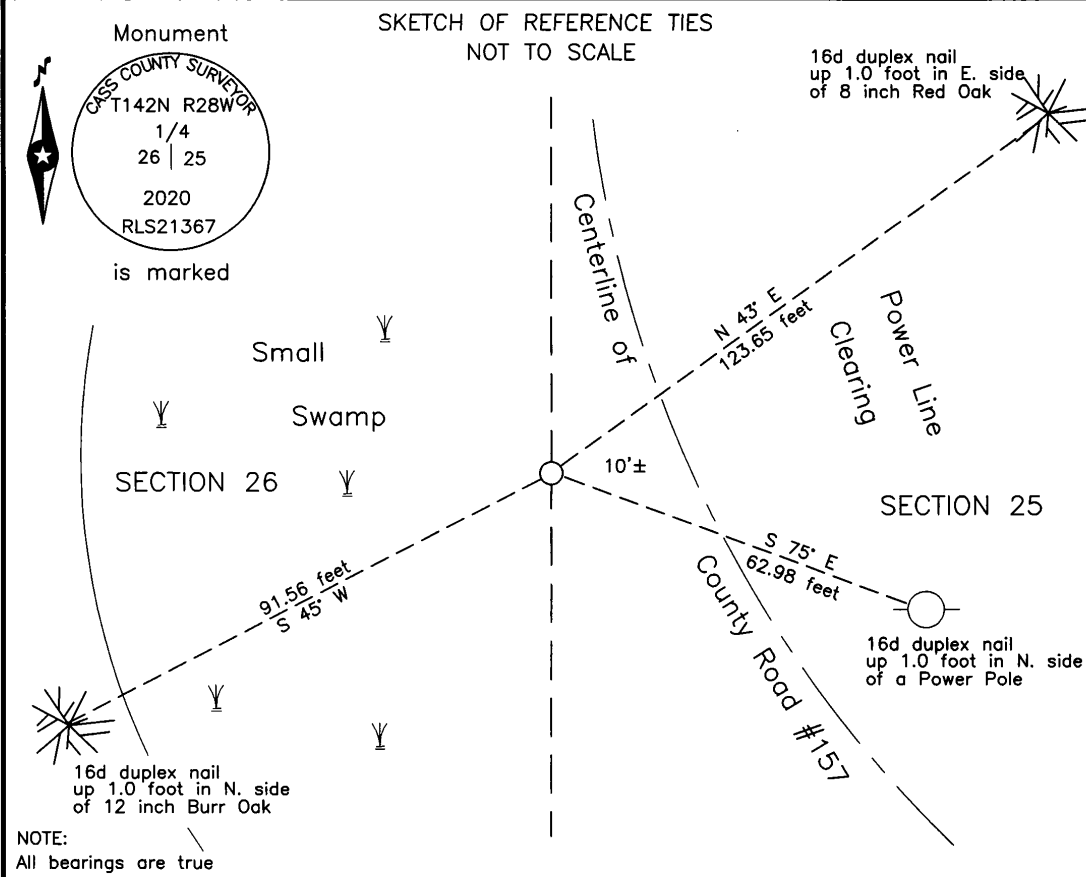 SKETCH OF REFERENCE TIES
NOT TO SCALE
Monument
N
CASS COUNTY SURVEYOR
T142N R28W
1/4
26 | 25
2020
RLS21367
is marked
16d duplex nail
up 1.0 foot in E. side
of 8 inch Red Oak
Centerline of
N 43° E
123.65 feet
Power Line
Clearing
Small
Swamp
SECTION 26
10'±
SECTION 25
S 75° E
62.98 feet
91.56 feet
S 45° W
County Road #157
16d duplex nail
up 1.0 foot in N. side
of a Power Pole
16d duplex nail
up 1.0 foot in N. side
of 12 inch Burr Oak
NOTE:
All bearings are true